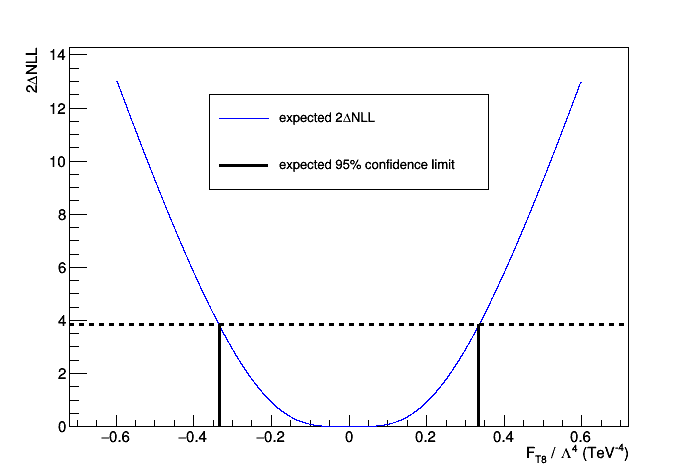 2ΔNLL
14
12
10
8
6
4
2
0
expected 2ΔNLL
expected 95% confidence limit
−0.6 −0.4 −0.2 0 0.2 0.4 0.6
F_T8 / Λ^4 (TeV^-4)